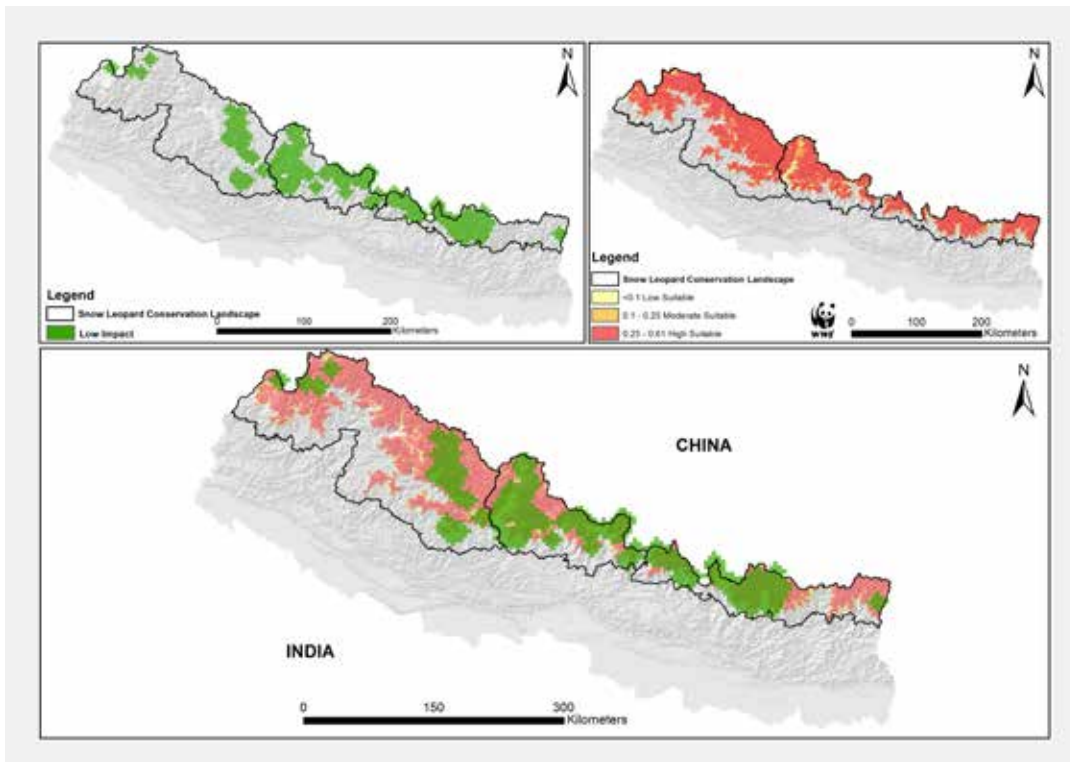 N
Legend
Snow Leopard Conservation Landscape
Low Impact
0 100 200
Kilometers
N
Legend
Snow Leopard Conservation Landscape
<0.1 Low Suitable
0.1 - 0.25 Moderate Suitable
0.25 - 0.61 High Suitable
WWF
0 100 200
Kilometers
N
CHINA
INDIA
0 150 300
Kilometers